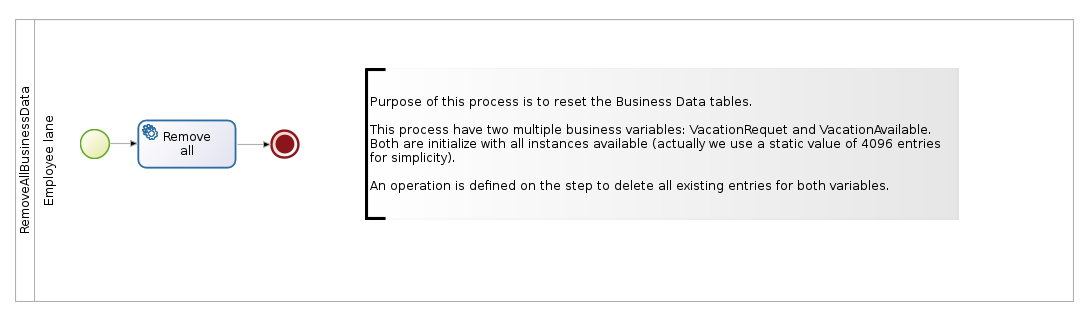 RemoveAllBusinessData
Employee lane
Remove
all
Purpose of this process is to reset the Business Data tables.
This process have two multiple business variables: VacationRequet and VacationAvailable.
Both are initialize with all instances available (actually we use a static value of 4096 entries
for simplicity).
An operation is defined on the step to delete all existing entries for both variables.